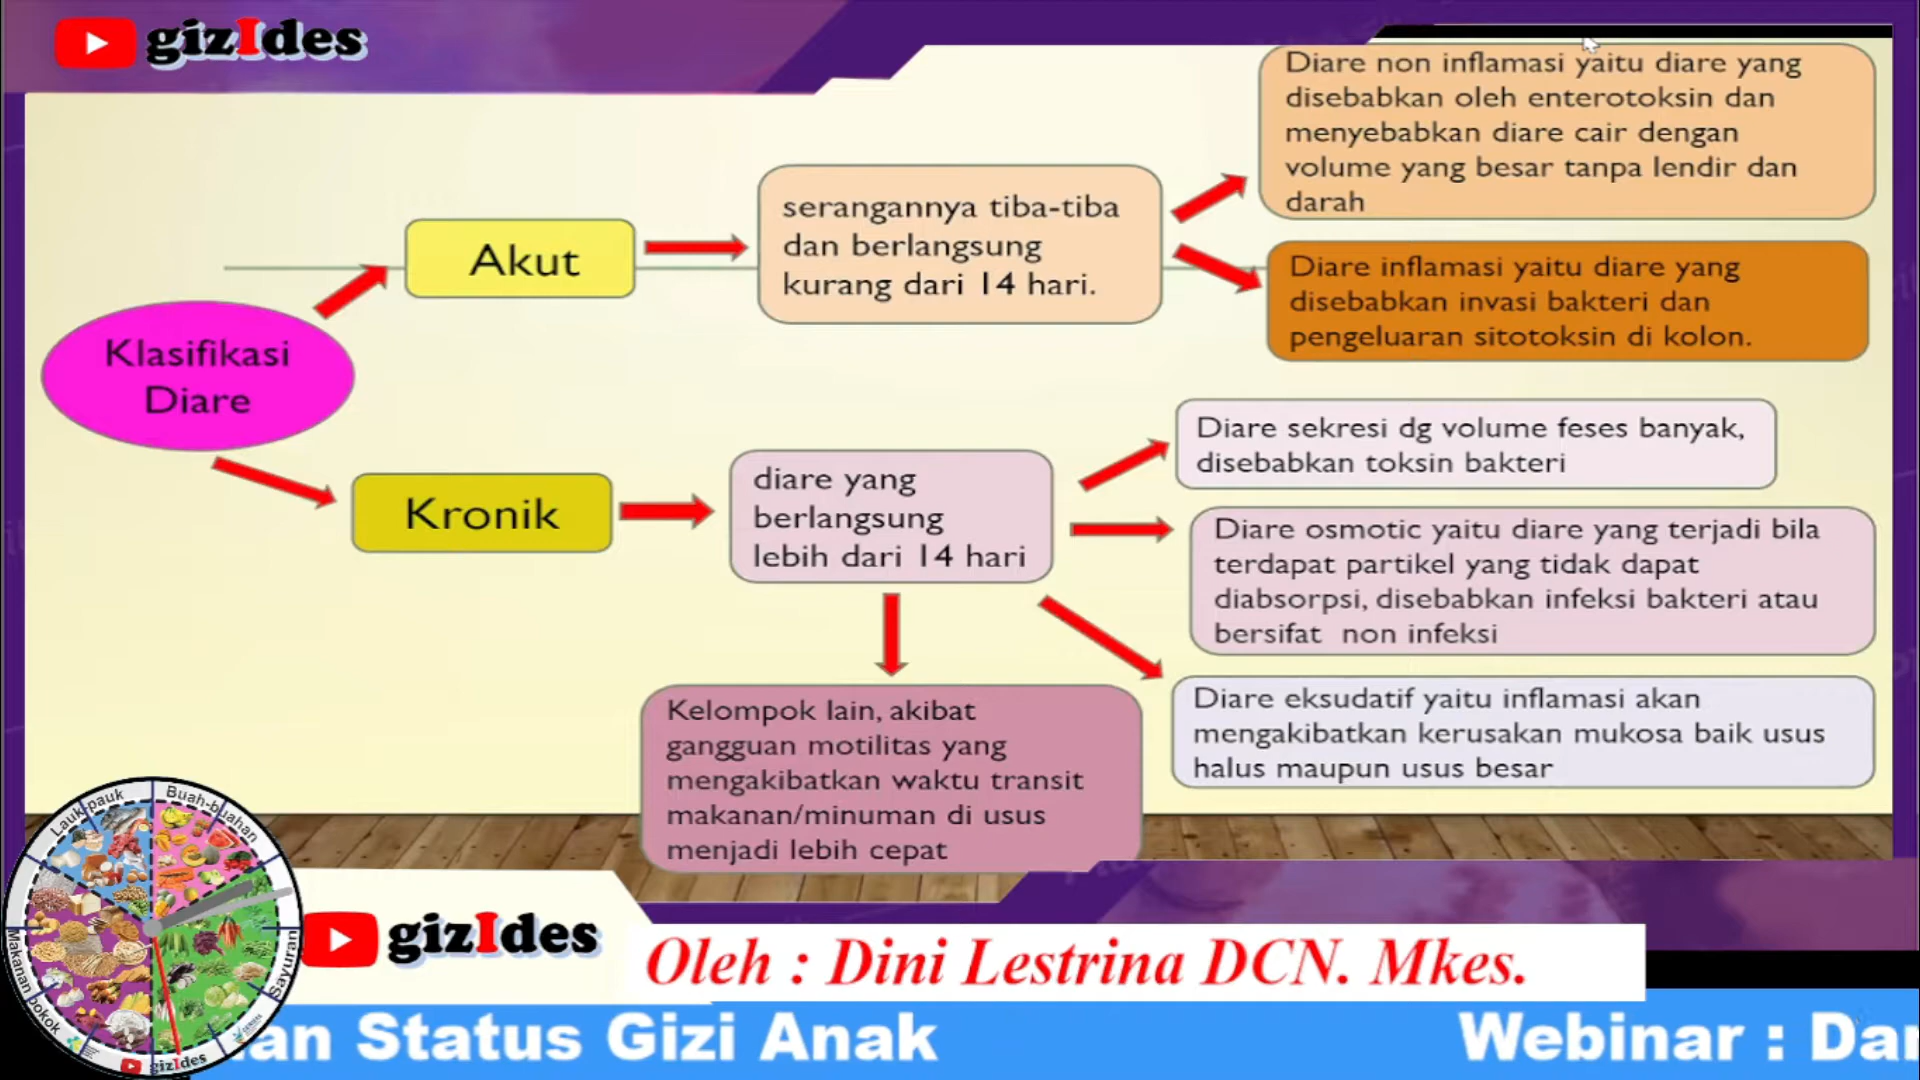 gizIdes
Diare non inflamasi yaitu diare yang
disebabkan oleh enterotoksin dan
menyebabkan diare cair dengan
volume yang besar tanpa lendir dan
darah
serangannya tiba-tiba
dan berlangsung
kurang dari 14 hari.
Akut
Diare inflamasi yaitu diare yang
disebabkan invasi bakteri dan
pengeluaran sitotoksin di kolon.
Klasifikasi
Diare
Kronik
diare yang
berlangsung
lebih dari 14 hari
Diare sekresi dg volume feses banyak,
disebabkan toksin bakteri
Diare osmotic yaitu diare yang terjadi bila
terdapat partikel yang tidak dapat
diabsorpsi, disebabkan infeksi bakteri atau
bersifat non infeksi
Diare eksudatif yaitu inflamasi akan
mengakibatkan kerusakan mukosa baik usus
halus maupun usus besar
Kelompok lain, akibat
gangguan motilitas yang
mengakibatkan waktu transit
makanan/minuman di usus
menjadi lebih cepat
Lauk-pauk
Buah-buahan
Makanan pokok
Sayuran
gizIdes
gizIdes
Oleh : Dini Lestrina DCN. Mkes.
an Status Gizi Anak
Webinar : Dar